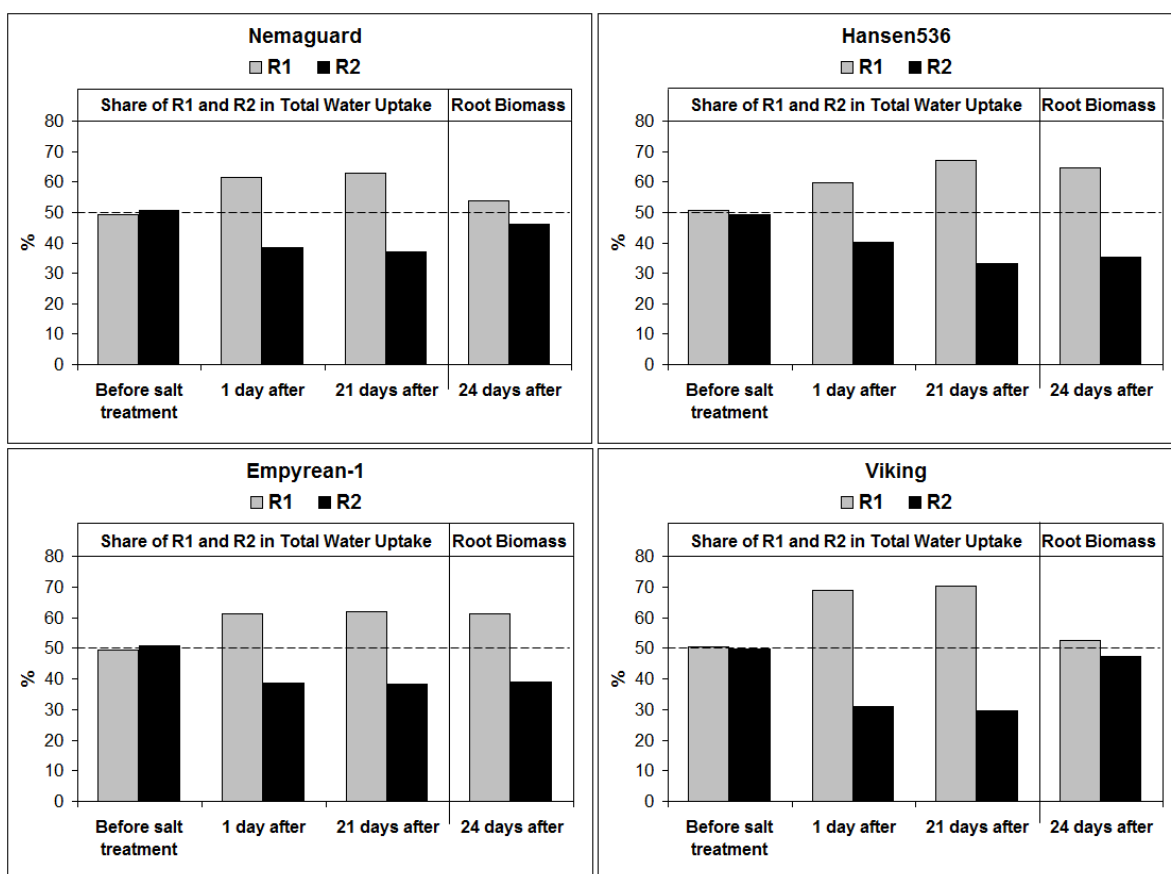 Nemaguard
R1 R2
Share of R1 and R2 in Total Water Uptake Root Biomass
80
70
60
50
40
30
20
10
0
%
Before salt treatment 1 day after 21 days after 24 days after
Hansen536
R1 R2
Share of R1 and R2 in Total Water Uptake Root Biomass
80
70
60
50
40
30
20
10
0
%
Before salt treatment 1 day after 21 days after 24 days after
Empyrean-1
R1 R2
Share of R1 and R2 in Total Water Uptake Root Biomass
80
70
60
50
40
30
20
10
0
%
Before salt treatment 1 day after 21 days after 24 days after
Viking
R1 R2
Share of R1 and R2 in Total Water Uptake Root Biomass
80
70
60
50
40
30
20
10
0
%
Before salt treatment 1 day after 21 days after 24 days after